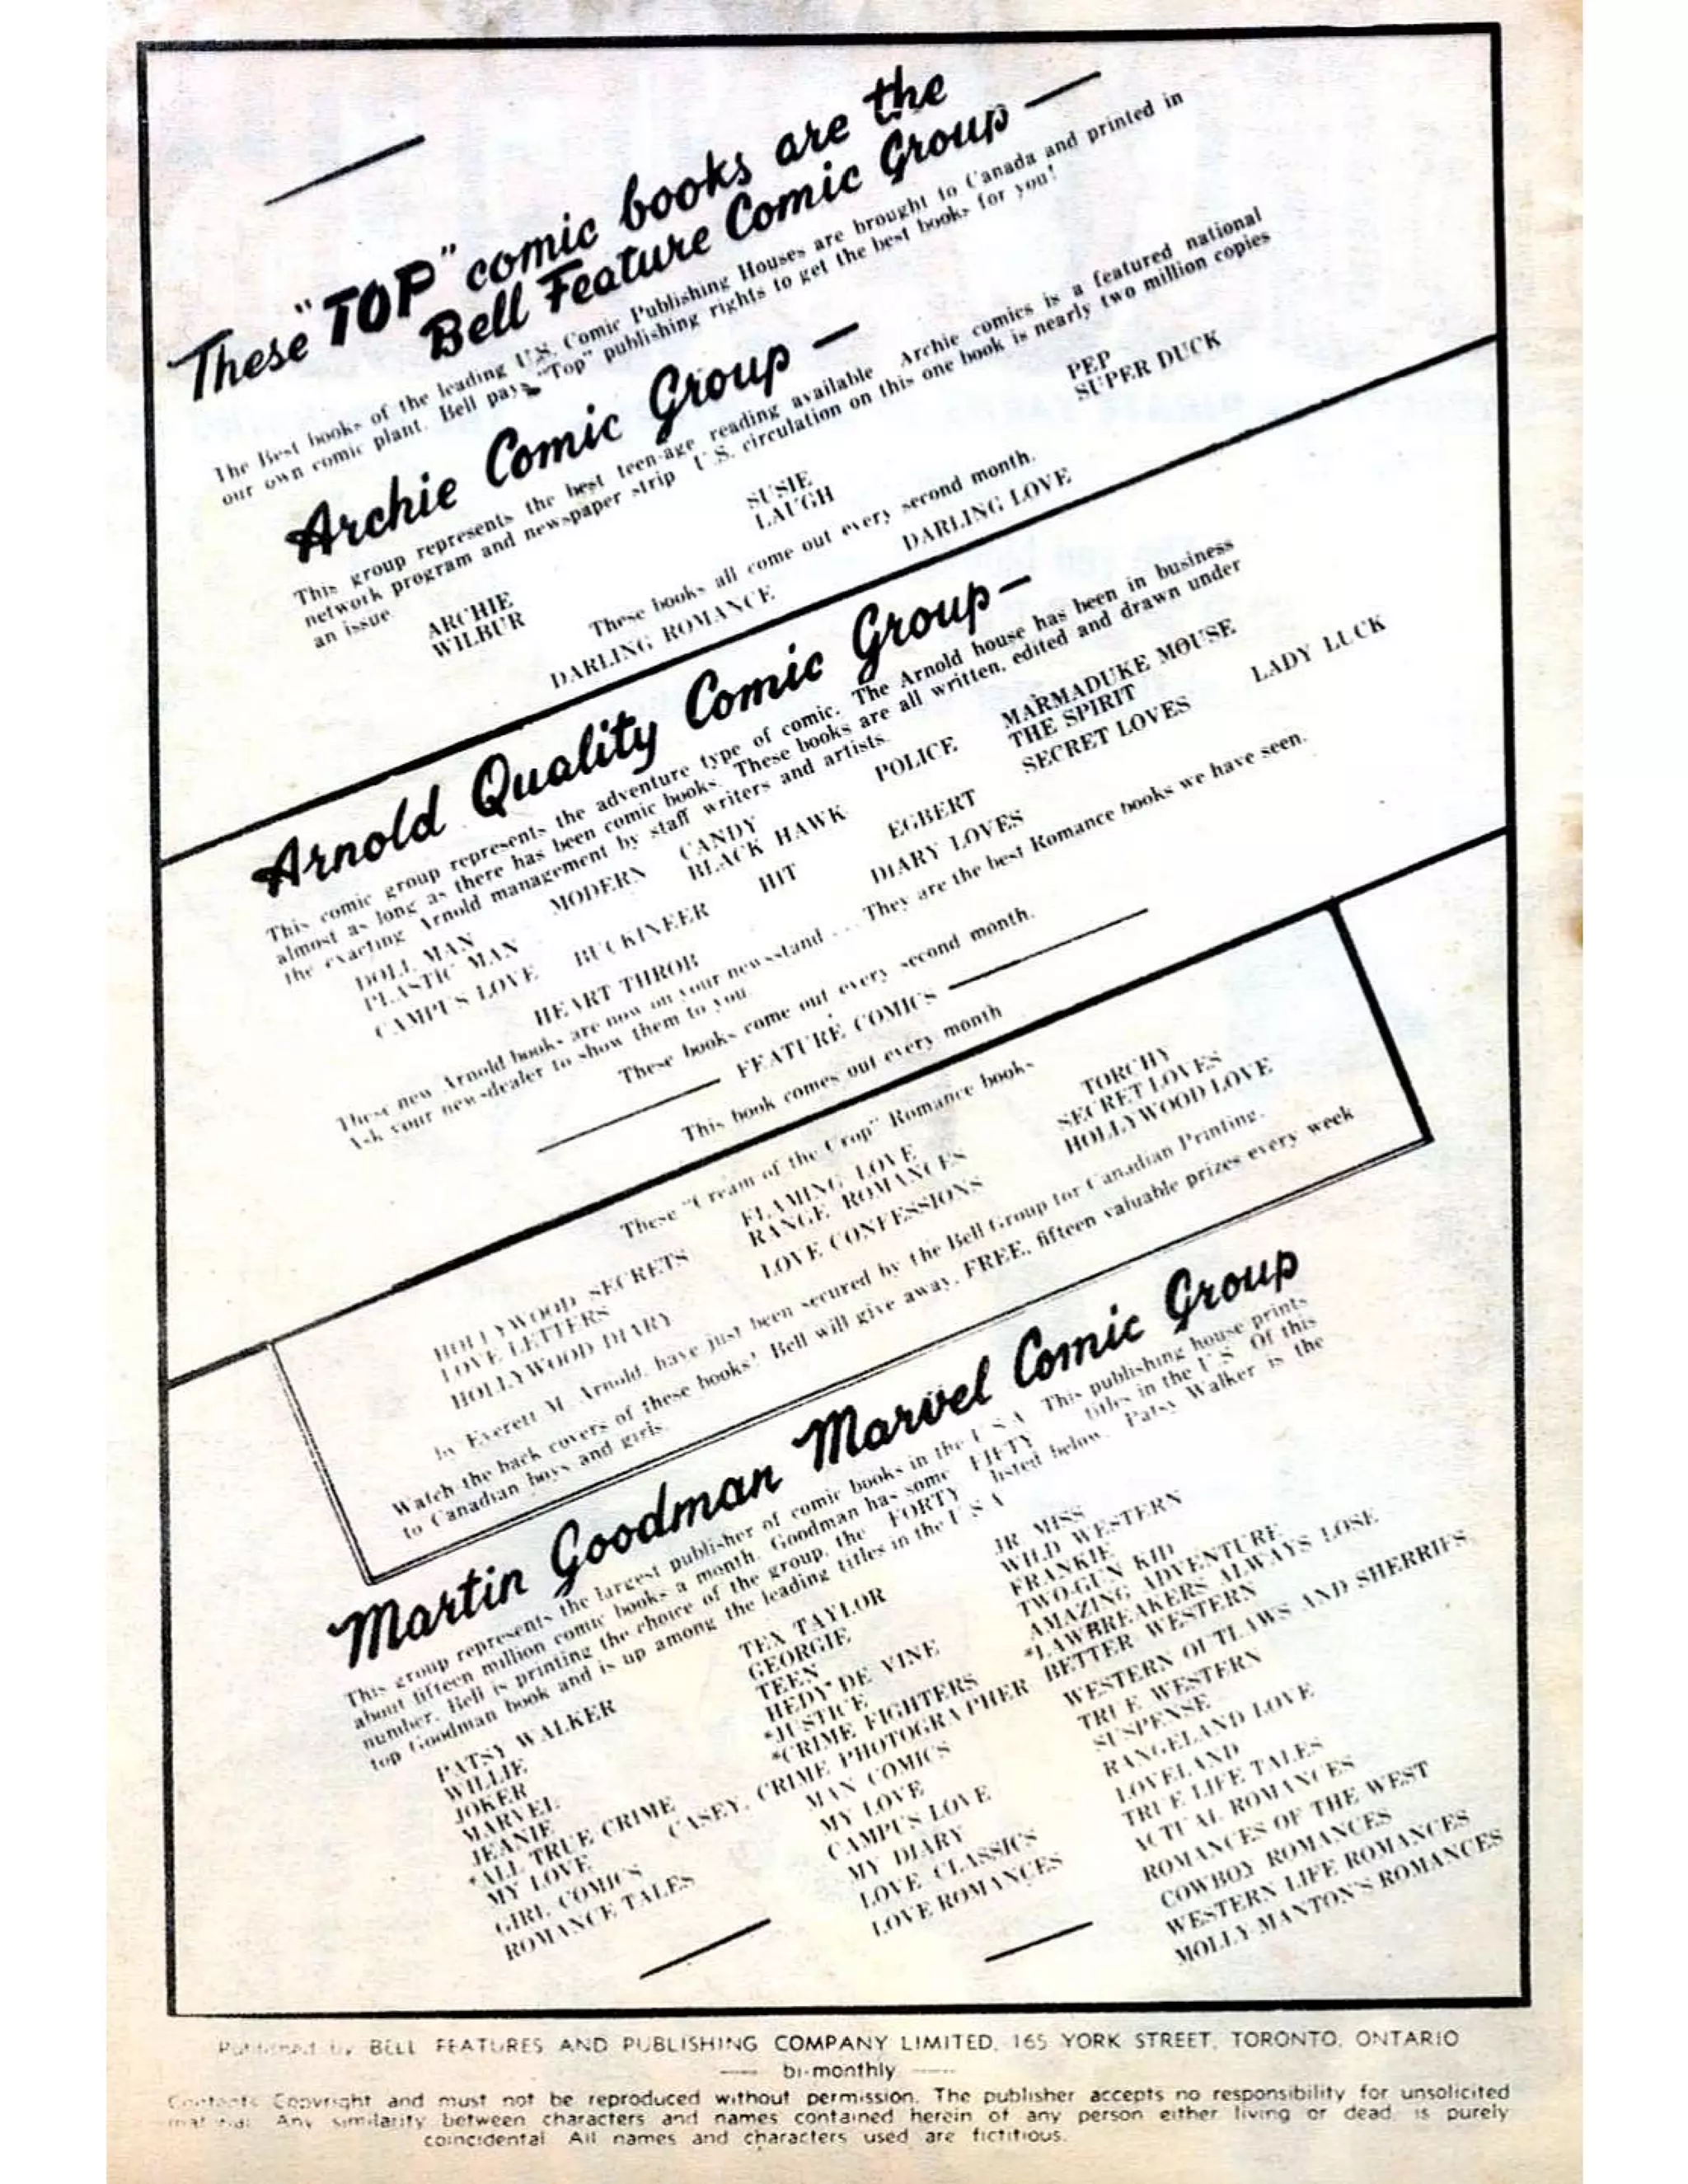 These "TOP" comic books are the
Bell Feature Comic Group —
The Best books of the leading U.S. Comic Publishing Houses are brought to Canada and printed in
our own comic plant. Bell pays "Top" publishing rights to get the best books for you!
Archie Comic Group —
This group represents the best teen-age reading available Archie comics is a featured national
network program and newspaper strip U.S. circulation on this one book is nearly two million copies
an issue.
ARCHIE SUSIE PEP
WILBUR LAUGH SUPER DUCK
These books all come out every second month.
DARLING ROMANCE DARLING LOVE
Arnold Quality Comic Group —
This comic group represents the adventure type of comic. The Arnold house has been in business
almost as long as there has been comic books. These books are all written, edited and drawn under
the exacting Arnold management by staff writers and artists.
DOLL MAN MODERN CANDY POLICE MARMADUKE MOUSE
PLASTIC MAN BLACK HAWK THE SPIRIT LADY LUCK
CAMPUS LOVE BUCKINEER HIT EGBERT SECRET LOVES
HEART THROB DIARY LOVES
These new Arnold books are now on your newsstand . . . They are the best Romance books we have seen.
Ask your newsdealer to show them to you.
These books come out every second month.
FEATURE COMICS
This book comes out every month
These "Cream of the Crop" Romance books
HOLLYWOOD SECRETS FLAMING LOVE TORCHY
LOVE LETTERS RANGE ROMANCES SECRET LOVES
HOLLYWOOD DIARY LOVE CONFESSIONS HOLLYWOOD LOVE
by Everett M. Arnold, have just been secured by the Bell Group for Canadian Printing.
Watch the back covers of these books! Bell will give away, FREE, fifteen valuable prizes every week
to Canadian boys and girls.
Martin Goodman Marvel Comic Group
This group represents the largest publisher of comic books in the U.S.A. This publishing house prints
about fifteen million comic books a month. Goodman has some FIFTY titles in the U.S. Of this
number, Bell is printing the choice of the group, the FORTY listed below. Patsy Walker is the
top Goodman book and is up among the leading titles in the U.S.A.
PATSY WALKER TEX TAYLOR JR. MISS
WILLIE GEORGIE WILD WESTERN
JOKER TEEN FRANKIE
MARVEL HEDY DE VINE TWO-GUN KID
JEANIE *JUSTICE AMAZING ADVENTURE
*ALL TRUE CRIME *CRIME FIGHTERS *LAWBREAKERS ALWAYS LOSE
MY LOVE CASEY, CRIME PHOTOGRAPHER BETTER WESTERN
GIRL COMICS MAN COMICS WESTERN OUTLAWS AND SHERRIFS
ROMANCE TALES MY LOVE TRUE WESTERN
CAMPUS LOVE SUSPENSE
MY DIARY RANGELAND LOVE
LOVE CLASSICS LOVELAND
LOVE ROMANCES TRUE LIFE TALES
ACTUAL ROMANCES
ROMANCES OF THE WEST
COWBOY ROMANCES
WESTERN LIFE ROMANCES
MOLLY MANTON'S ROMANCES
Published by BELL FEATURES AND PUBLISHING COMPANY LIMITED, 165 YORK STREET, TORONTO, ONTARIO
— bi-monthly —
Contents Copyright and must not be reproduced without permission. The publisher accepts no responsibility for unsolicited
material. Any similarity between characters and names contained herein of any person either living or dead is purely
coincidental. All names and characters used are fictitious.